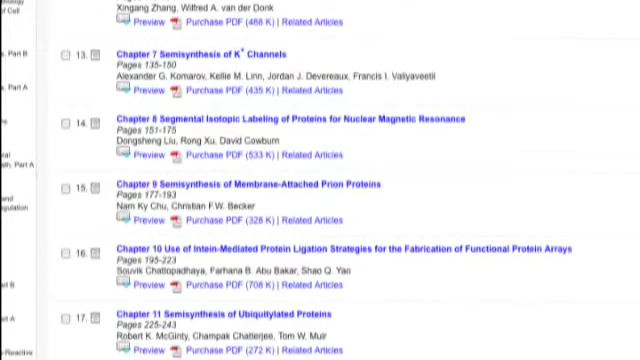 of Cell
Xingang Zhang, Wilfred A. van der Donk
Preview Purchase PDF (468 K) | Related Articles
, Part B
13.
Chapter 7 Semisynthesis of K+ Channels
Pages 135-150
Alexander G. Komarov, Kellie M. Linn, Jordan J. Devereaux, Francis I. Valiyaveetil
, Part A
Preview Purchase PDF (435 K) | Related Articles
14.
Chapter 8 Segmental Isotopic Labeling of Proteins for Nuclear Magnetic Resonance
Pages 151-175
Dongsheng Liu, Rong Xu, David Cowburn
Preview Purchase PDF (533 K) | Related Articles
Part A
15.
Chapter 9 Semisynthesis of Membrane-Attached Prion Proteins
Pages 177-193
and
Nam Ky Chu, Christian F.W. Becker
Preview Purchase PDF (326 K) | Related Articles
16.
Chapter 10 Use of Intein-Mediated Protein Ligation Strategies for the Fabrication of Functional Protein Arrays
Pages 195-223
Souvik Chattopadhaya, Farhana B. Abu Bakar, Shao Q. Yao
Preview Purchase PDF (708 K) | Related Articles
17.
Chapter 11 Semisynthesis of Ubiquitylated Proteins
Pages 225-243
Robert K. McGinty, Champak Chatterjee, Tom W. Muir
Preview Purchase PDF (272 K) | Related Articles